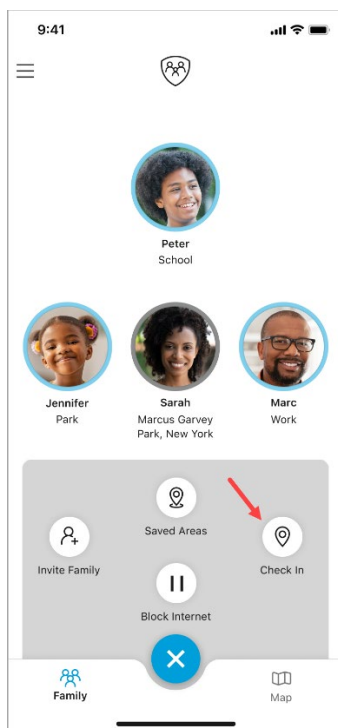 9:41
Peter
School
Jennifer
Park
Sarah
Marcus Garvey
Park, New York
Marc
Work
Saved Areas
Invite Family
Check In
Block Internet
Family
Map